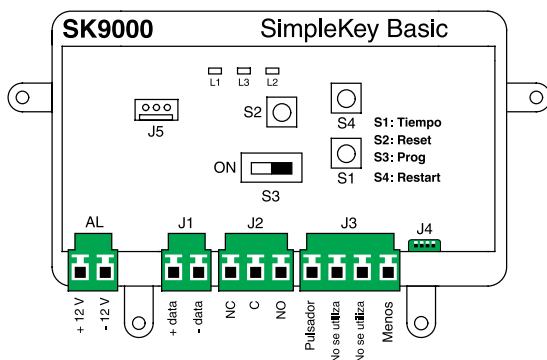 SK9000 SimpleKey Basic
L1 L3 L2
J5
S2
S4
S1: Tiempo
S2: Reset
S3: Prog
S4: Restart
ON
S3
S1
AL
J1
J2
J3
J4
+ 12 V
- 12 V
+ data
- data
NC
C
NO
Pulsador
No se utiliza
No se utiliza
Menos